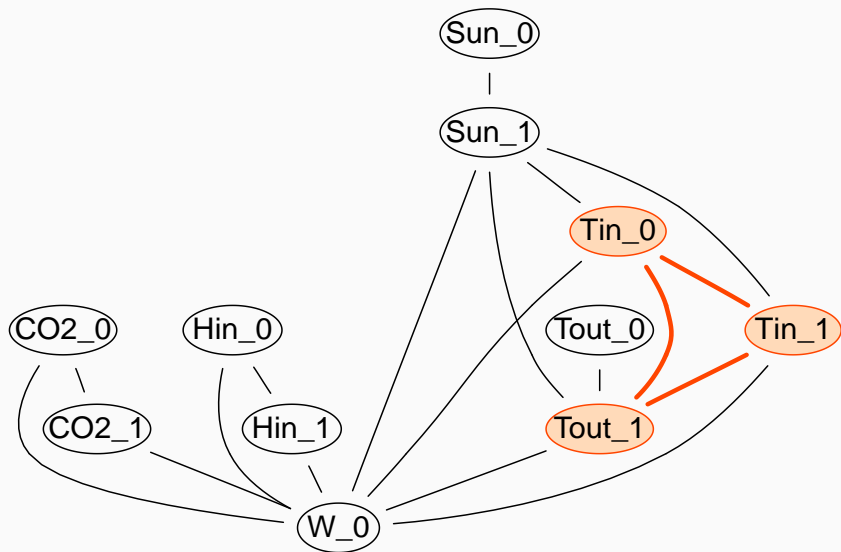 Sun_0
Sun_1
Tin_0
CO2_0
Hin_0
Tout_0
Tin_1
CO2_1
Hin_1
Tout_1
W_0